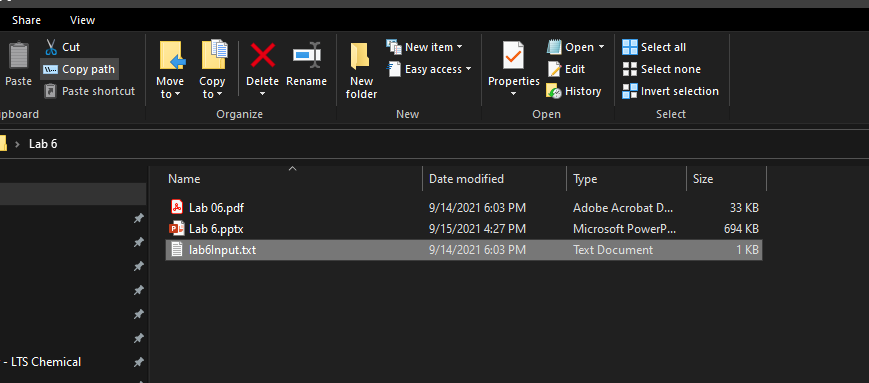 Share View
Cut
Copy path
Paste shortcut
Paste
Move to
Copy to
Delete
Rename
New folder
New item
Easy access
Properties
Open
Edit
History
Select all
Select none
Invert selection
pboard
Organize
New
Open
Select
Lab 6
Name Date modified Type Size
Lab 06.pdf 9/14/2021 6:03 PM Adobe Acrobat D... 33 KB
Lab 6.pptx 9/15/2021 4:27 PM Microsoft PowerP... 694 KB
lab6Input.txt 9/14/2021 6:03 PM Text Document 1 KB
- LTS Chemical